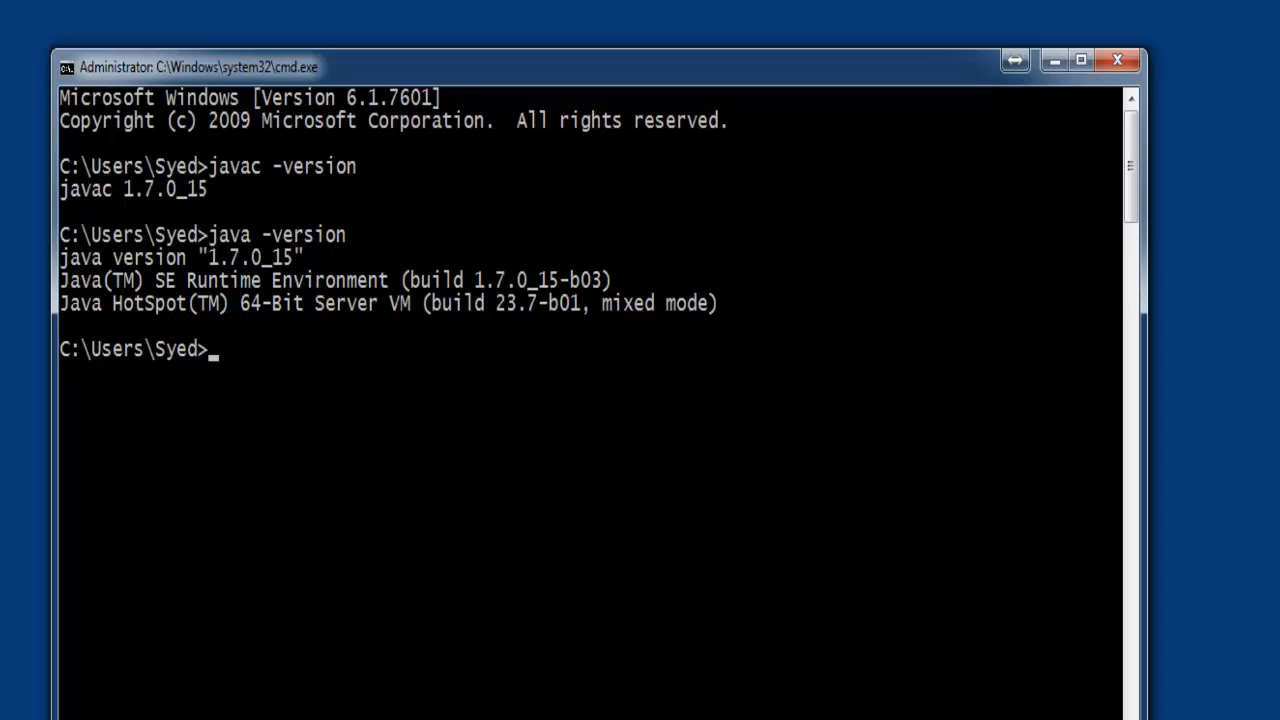 Administrator: C:\Windows\system32\cmd.exe
Microsoft Windows [Version 6.1.7601]
Copyright (c) 2009 Microsoft Corporation.  All rights reserved.
C:\Users\Syed>javac -version
javac 1.7.0_15
C:\Users\Syed>java -version
java version "1.7.0_15"
Java(TM) SE Runtime Environment (build 1.7.0_15-b03)
Java HotSpot(TM) 64-Bit Server VM (build 23.7-b01, mixed mode)
C:\Users\Syed>_